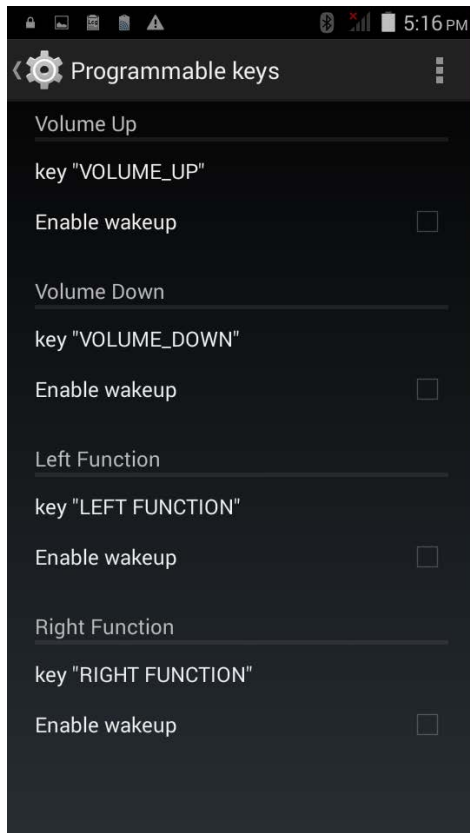 5:16 PM
Programmable keys
Volume Up
key "VOLUME_UP"
Enable wakeup
Volume Down
key "VOLUME_DOWN"
Enable wakeup
Left Function
key "LEFT FUNCTION"
Enable wakeup
Right Function
key "RIGHT FUNCTION"
Enable wakeup